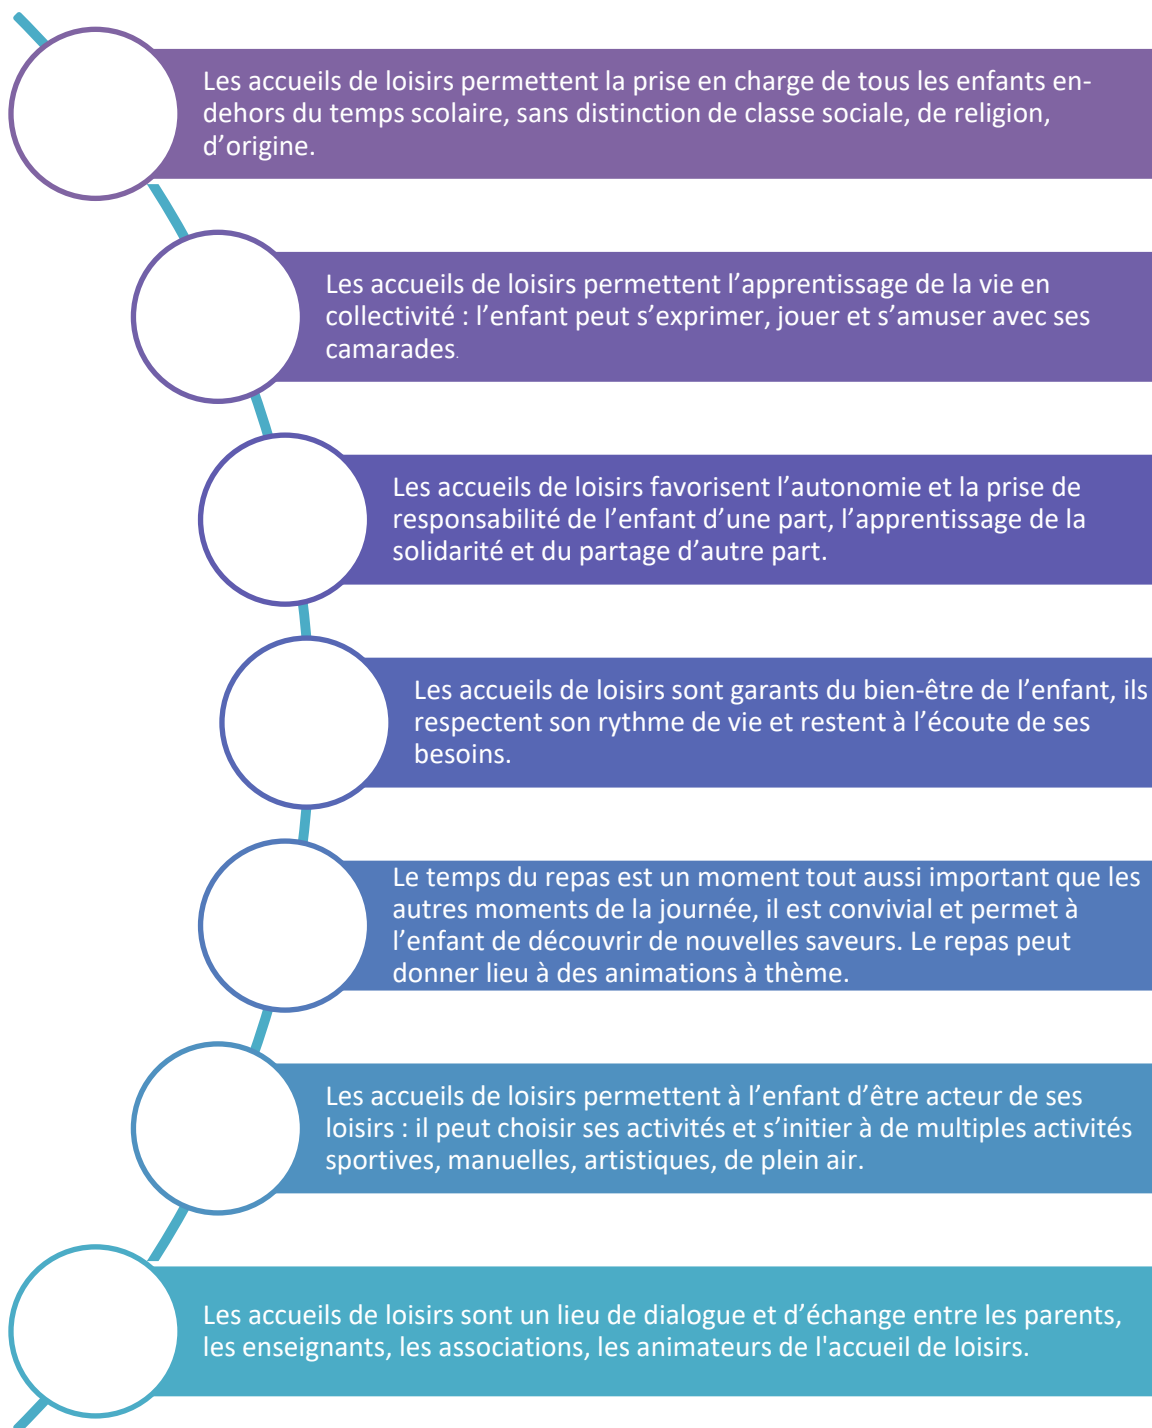 Les accueils de loisirs permettent la prise en charge de tous les enfants en-
dehors du temps scolaire, sans distinction de classe sociale, de religion,
d’origine.
Les accueils de loisirs permettent l’apprentissage de la vie en
collectivité : l’enfant peut s’exprimer, jouer et s’amuser avec ses
camarades.
Les accueils de loisirs favorisent l’autonomie et la prise de
responsabilité de l’enfant d’une part, l’apprentissage de la
solidarité et du partage d’autre part.
Les accueils de loisirs sont garants du bien-être de l’enfant, ils
respectent son rythme de vie et restent à l’écoute de ses
besoins.
Le temps du repas est un moment tout aussi important que les
autres moments de la journée, il est convivial et permet à
l’enfant de découvrir de nouvelles saveurs. Le repas peut
donner lieu à des animations à thème.
Les accueils de loisirs permettent à l’enfant d’être acteur de ses
loisirs : il peut choisir ses activités et s’initier à de multiples activités
sportives, manuelles, artistiques, de plein air.
Les accueils de loisirs sont un lieu de dialogue et d’échange entre les parents,
les enseignants, les associations, les animateurs de l'accueil de loisirs.